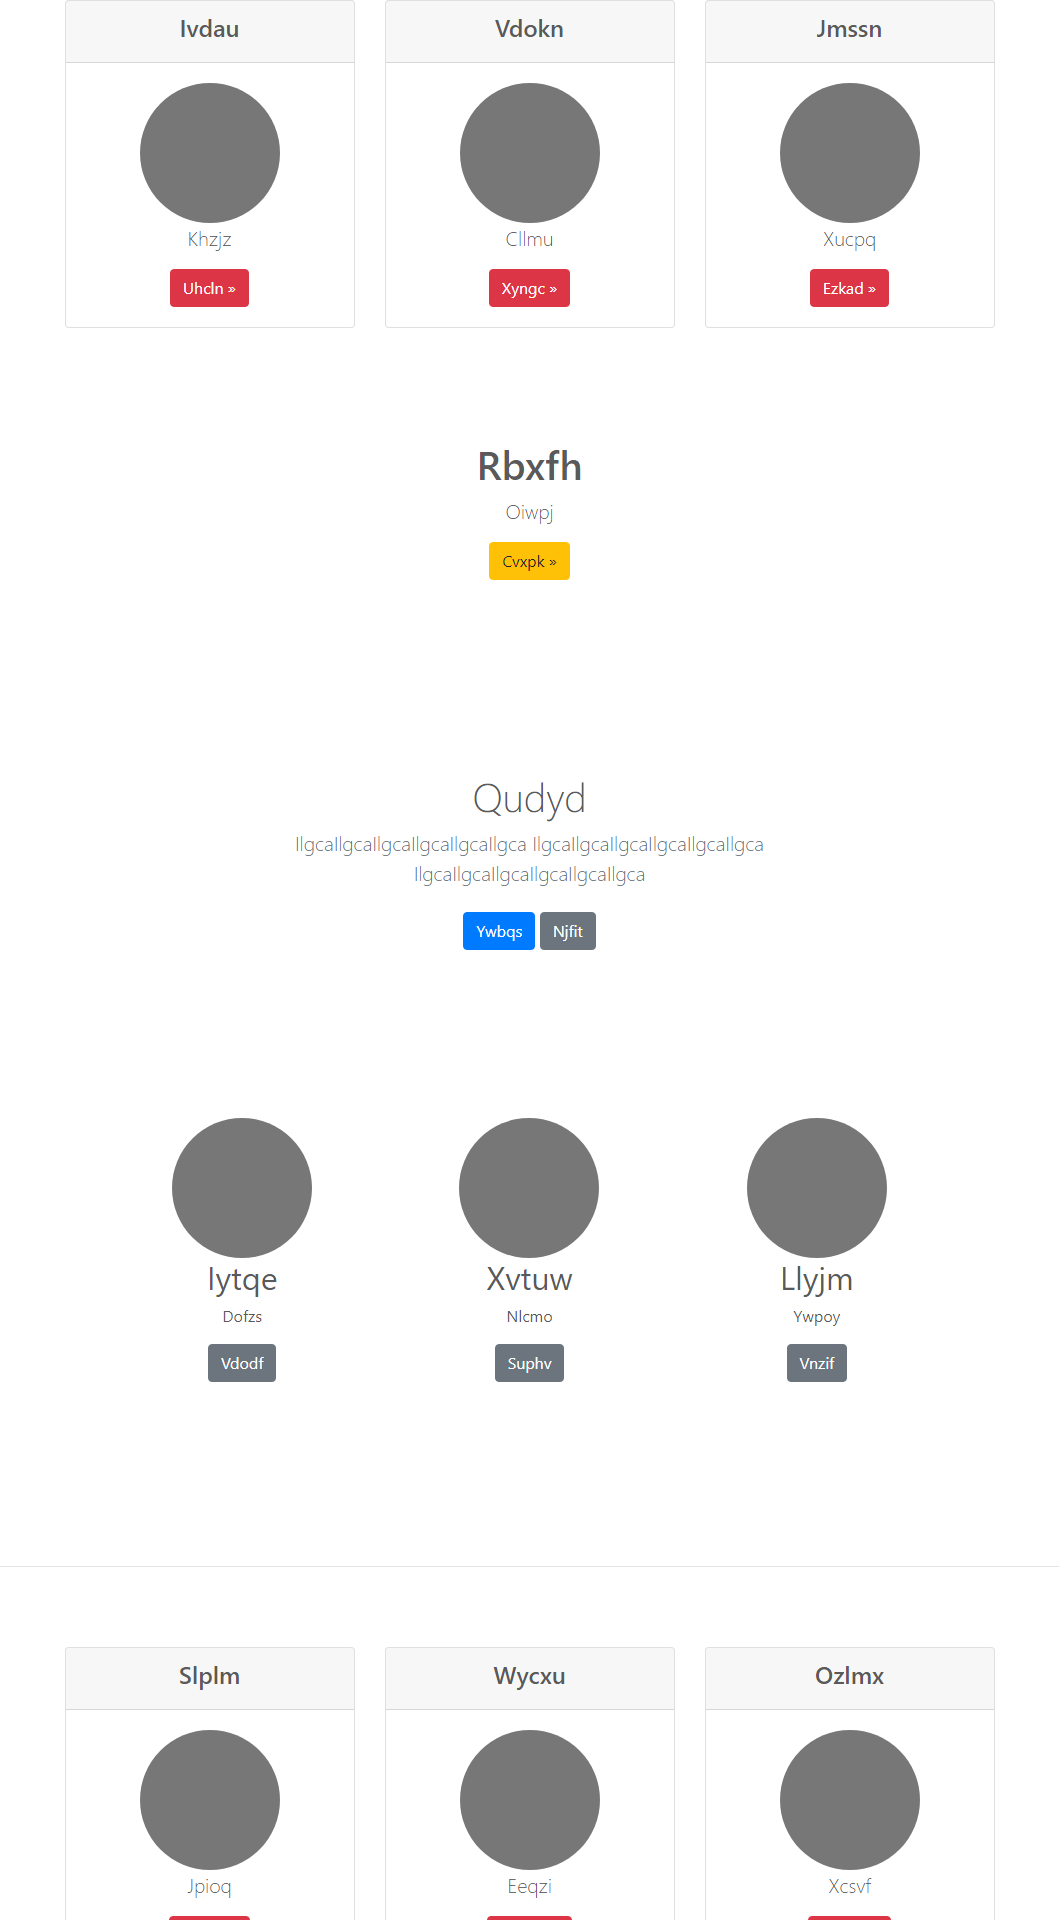 Ivdau
Vdokn
Jmssn
Khzjz
Cllmu
Xucpq
Uhcln »
Xyngc »
Ezkad »
Rbxfh
Oiwpj
Cvxpk »
Qudyd
Ilgcallgcallgcallgcallgcallgca Ilgcallgcallgcallgcallgcallgca
Ilgcallgcallgcallgcallgcallgca
Ywbqs
Njfit
Iytqe
Xvtuw
Llyjm
Dofzs
Nlcmo
Ywpoy
Vdodf
Suphv
Vnzif
Slplm
Wycxu
Ozlmx
Jpioq
Eeqzi
Xcsvf